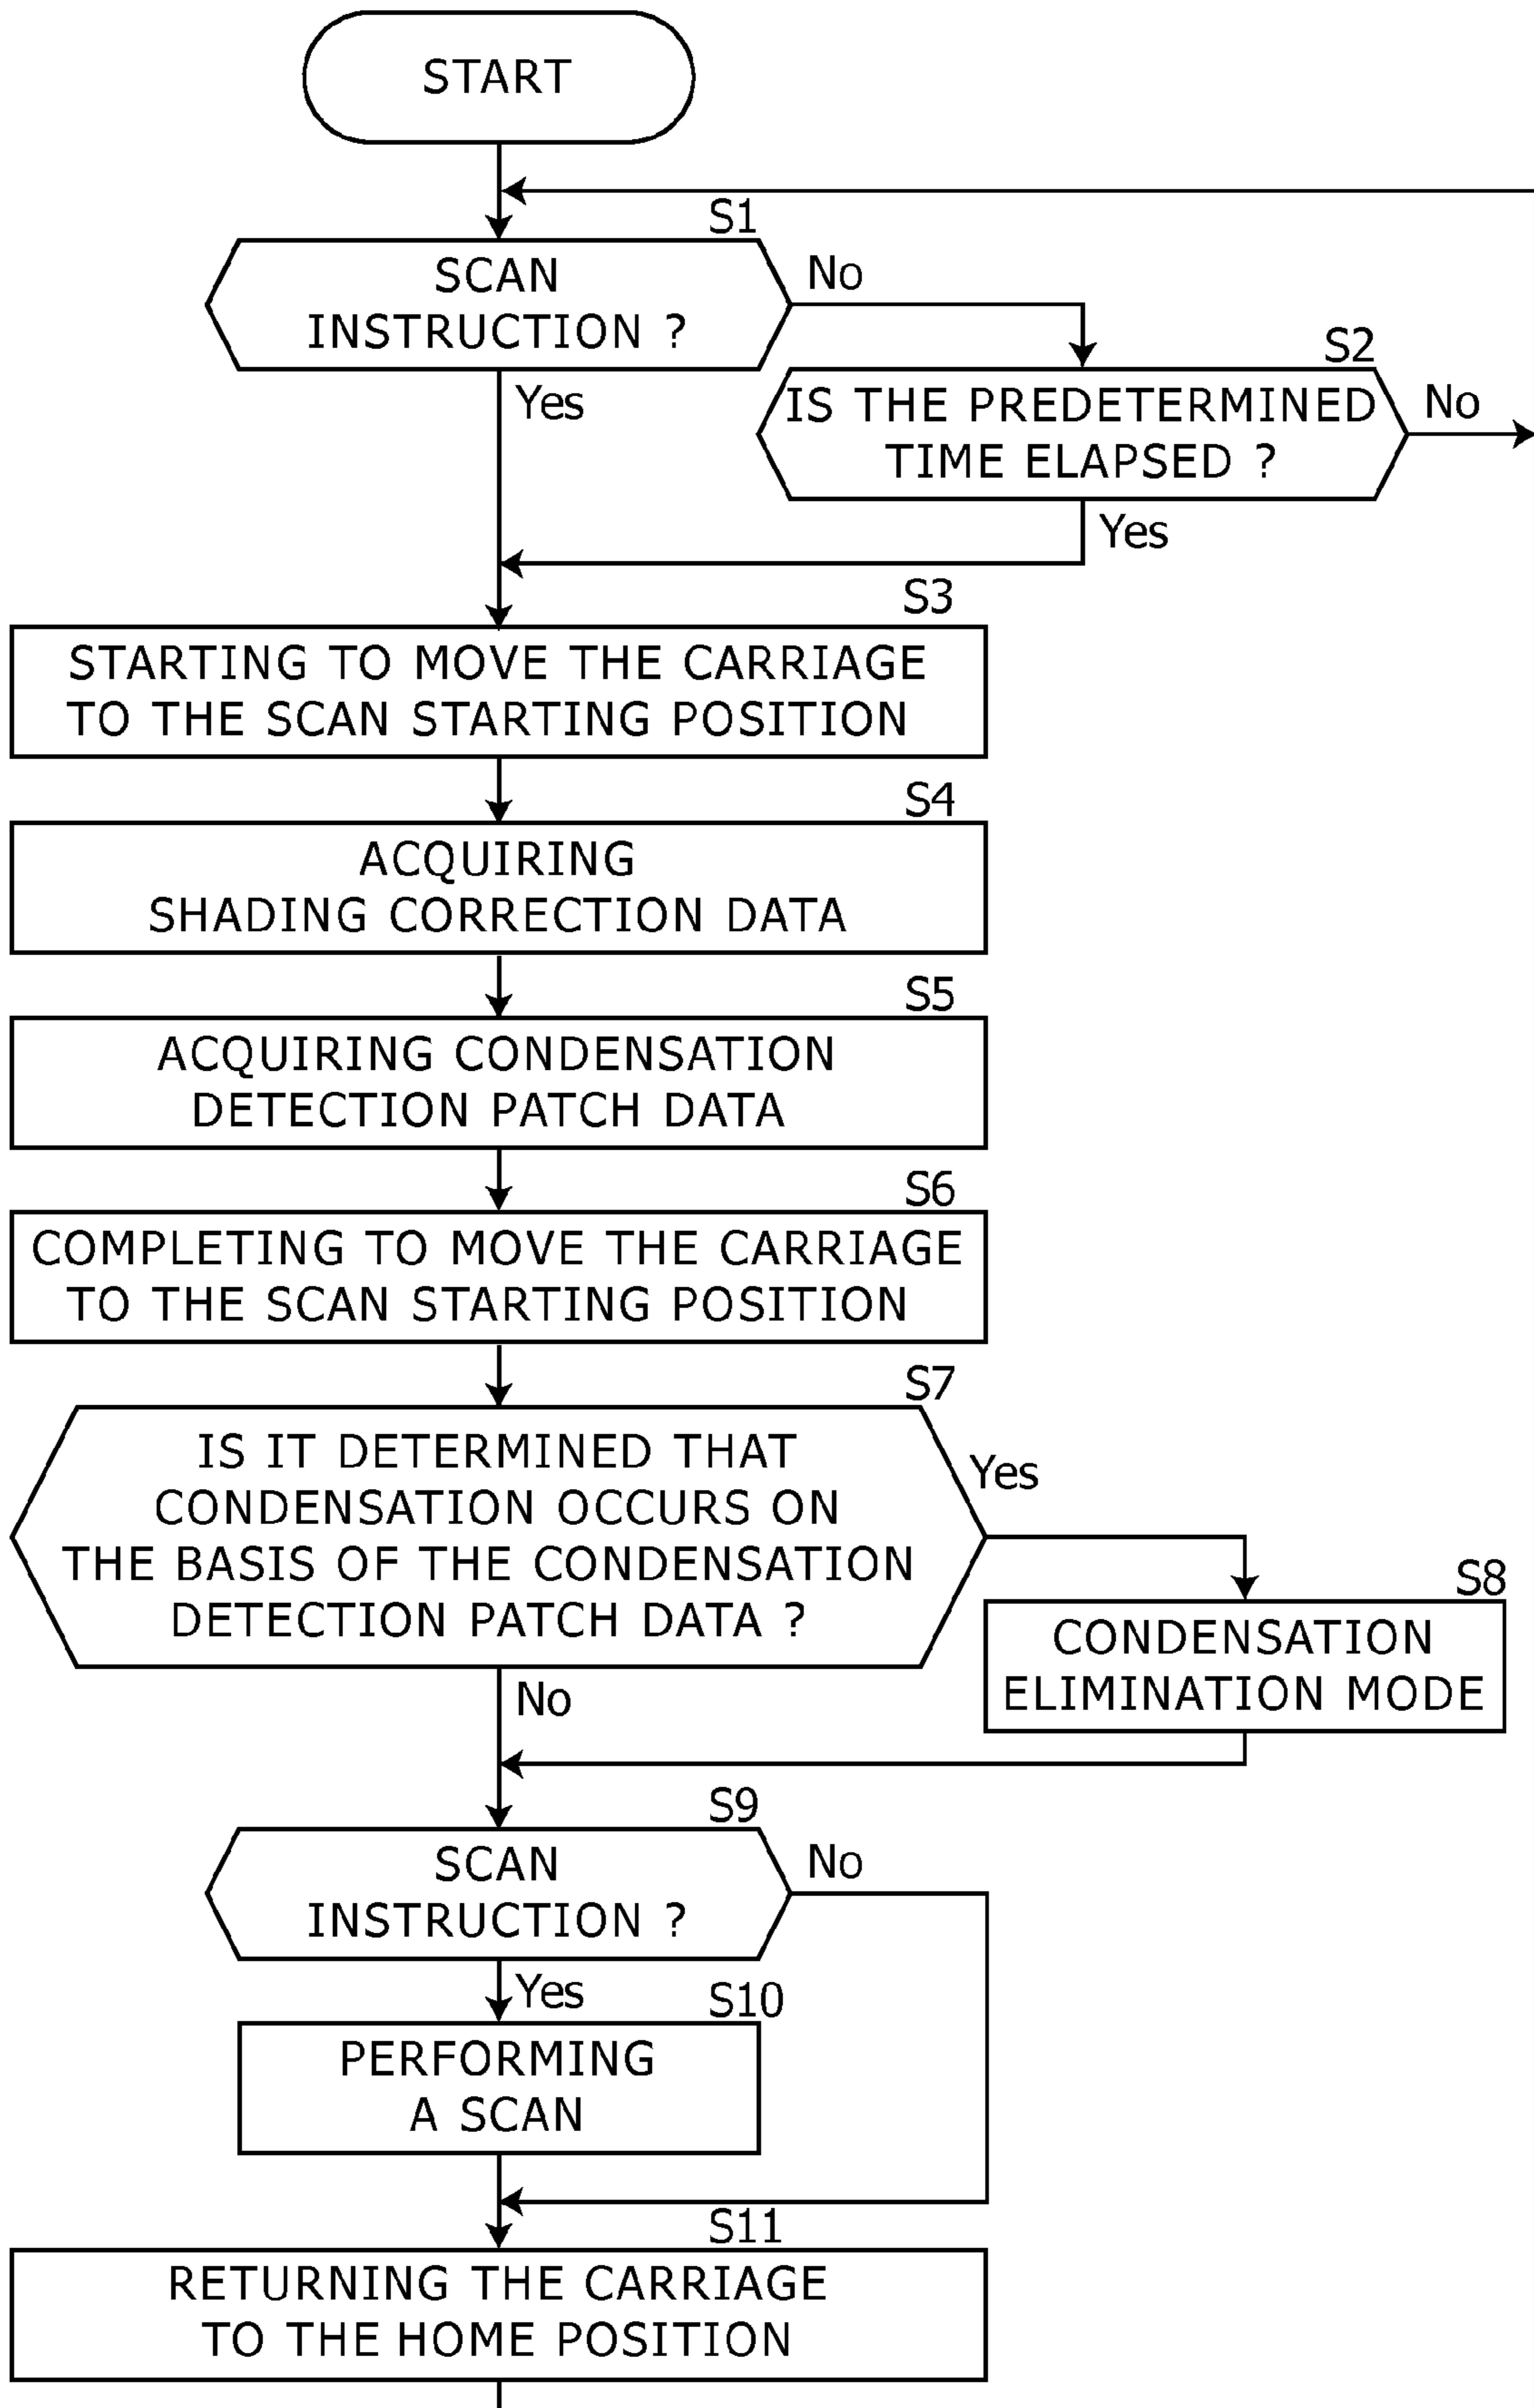 START
S1
SCAN
INSTRUCTION ?
No
Yes
S2
IS THE PREDETERMINED
TIME ELAPSED ?
No
Yes
S3
STARTING TO MOVE THE CARRIAGE
TO THE SCAN STARTING POSITION
S4
ACQUIRING
SHADING CORRECTION DATA
S5
ACQUIRING CONDENSATION
DETECTION PATCH DATA
S6
COMPLETING TO MOVE THE CARRIAGE
TO THE SCAN STARTING POSITION
S7
IS IT DETERMINED THAT
CONDENSATION OCCURS ON
THE BASIS OF THE CONDENSATION
DETECTION PATCH DATA ?
Yes
No
S8
CONDENSATION
ELIMINATION MODE
S9
SCAN
INSTRUCTION ?
No
Yes
S10
PERFORMING
A SCAN
S11
RETURNING THE CARRIAGE
TO THE HOME POSITION